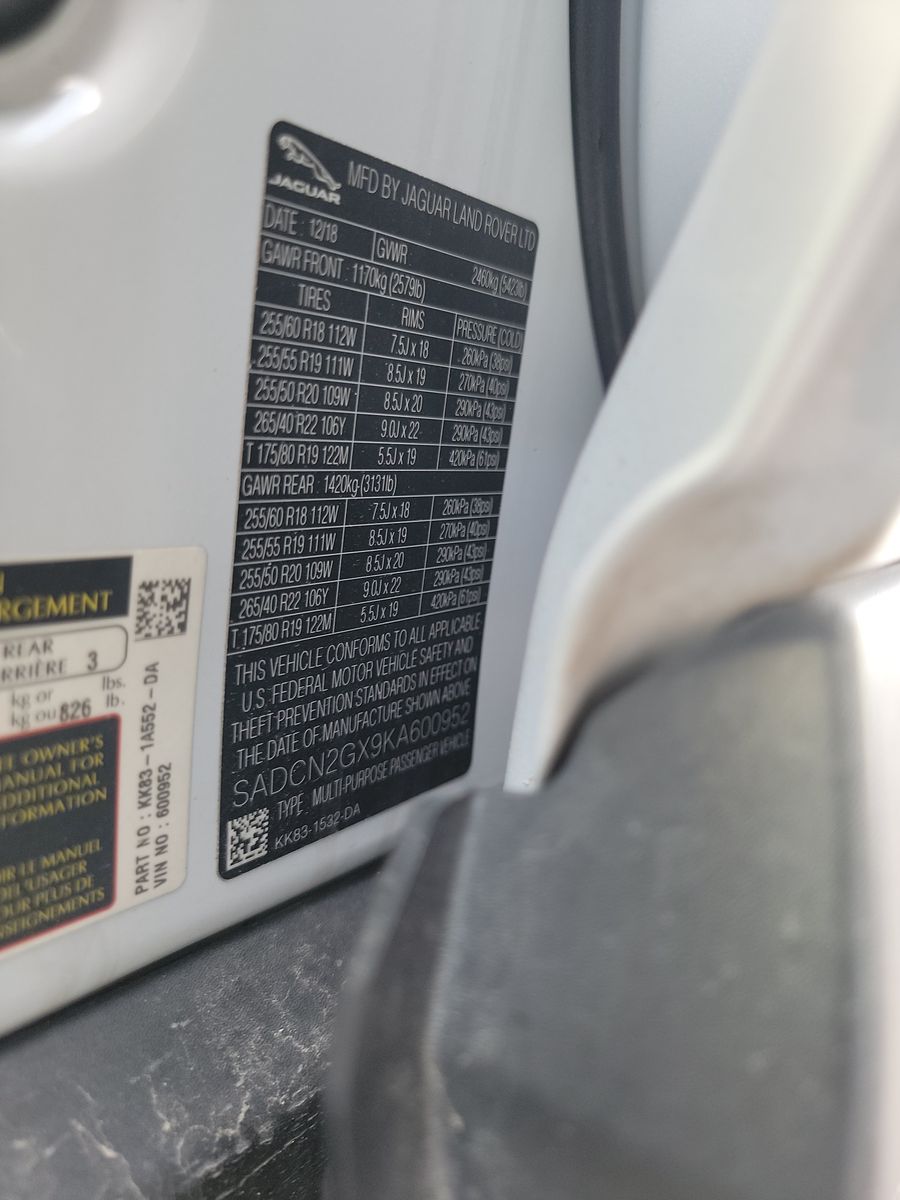 JAGUAR
MFD BY JAGUAR LAND ROVER LTD
DATE : 12/18
GVWR : 2460kg (5423lb)
GAWR FRONT : 1170kg (2579lb)
TIRES RIMS PRESSURE (COLD)
255/60 R18 112W 7.5J x 18 260kPa (38psi)
255/55 R19 111W 8.5J x 19 270kPa (40psi)
255/50 R20 109W 8.5J x 20 290kPa (43psi)
265/40 R22 106Y 9.0J x 22 290kPa (43psi)
T 175/80 R19 122M 5.5J x 19 420kPa (61psi)
GAWR REAR : 1420kg (3131lb)
255/60 R18 112W 7.5J x 18 260kPa (38psi)
255/55 R19 111W 8.5J x 19 270kPa (40psi)
255/50 R20 109W 8.5J x 20 290kPa (43psi)
265/40 R22 106Y 9.0J x 22 290kPa (43psi)
T 175/80 R19 122M 5.5J x 19 420kPa (61psi)
THIS VEHICLE CONFORMS TO ALL APPLICABLE
U.S. FEDERAL MOTOR VEHICLE SAFETY AND
THEFT PREVENTION STANDARDS IN EFFECT ON
THE DATE OF MANUFACTURE SHOWN ABOVE
SADCN2GX9KA600952
TYPE : MULTI-PURPOSE PASSENGER VEHICLE
KK83-1532-DA
RGEMENT
REAR
RRIÈRE 3
kg or lbs.
kg ou 826 lb.
EE OWNER'S
MANUAL FOR
ADDITIONAL
FORMATION
OIR LE MANUEL
DE L'USAGER
OUR PLUS DE
NSEIGNEMENTS
PART NO : KK83-1A552-DA
VIN NO : 600952